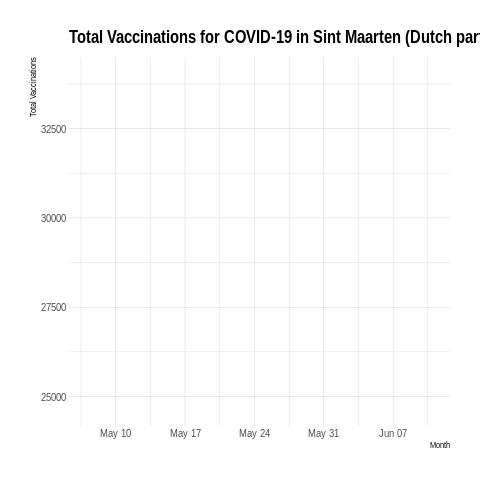 Total Vaccinations for COVID-19 in Sint Maarten (Dutch par
Total Vaccinations
32500
30000
27500
25000
May 10 May 17 May 24 May 31 Jun 07
Month